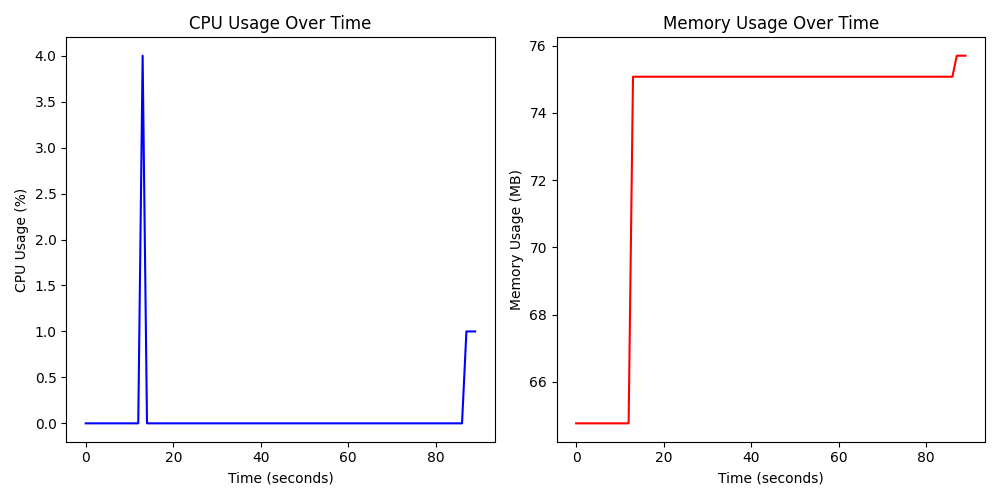 CPU Usage Over Time
CPU Usage (%)
4.0
3.5
3.0
2.5
2.0
1.5
1.0
0.5
0.0
0 20 40 60 80
Time (seconds)
Memory Usage Over Time
Memory Usage (MB)
76
74
72
70
68
66
0 20 40 60 80
Time (seconds)